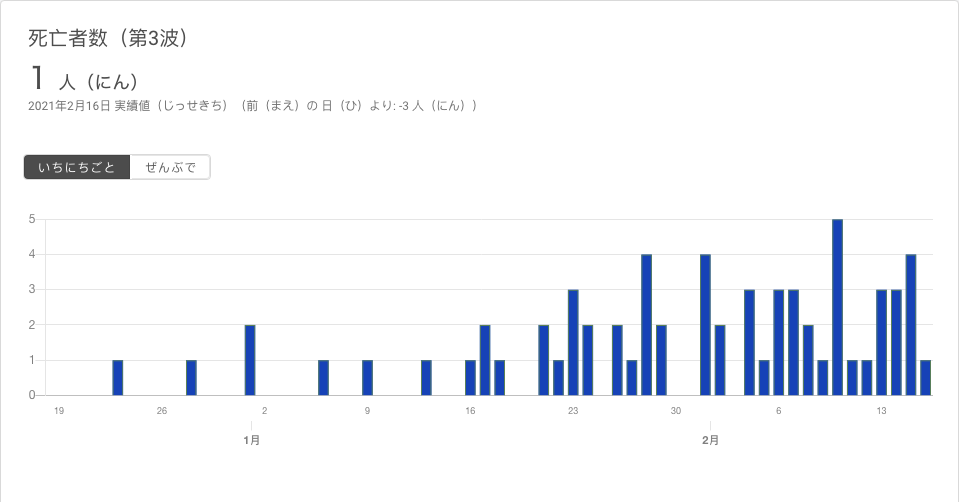 死亡者数（第3波）
1 人（にん）
2021年2月16日 実績値（じっせきち）（前（まえ）の 日（ひ）より: -3 人（にん））
いちにちごと ぜんぶで
5
4
3
2
1
0
19 26 2 9 16 23 30 6 13
1月 2月